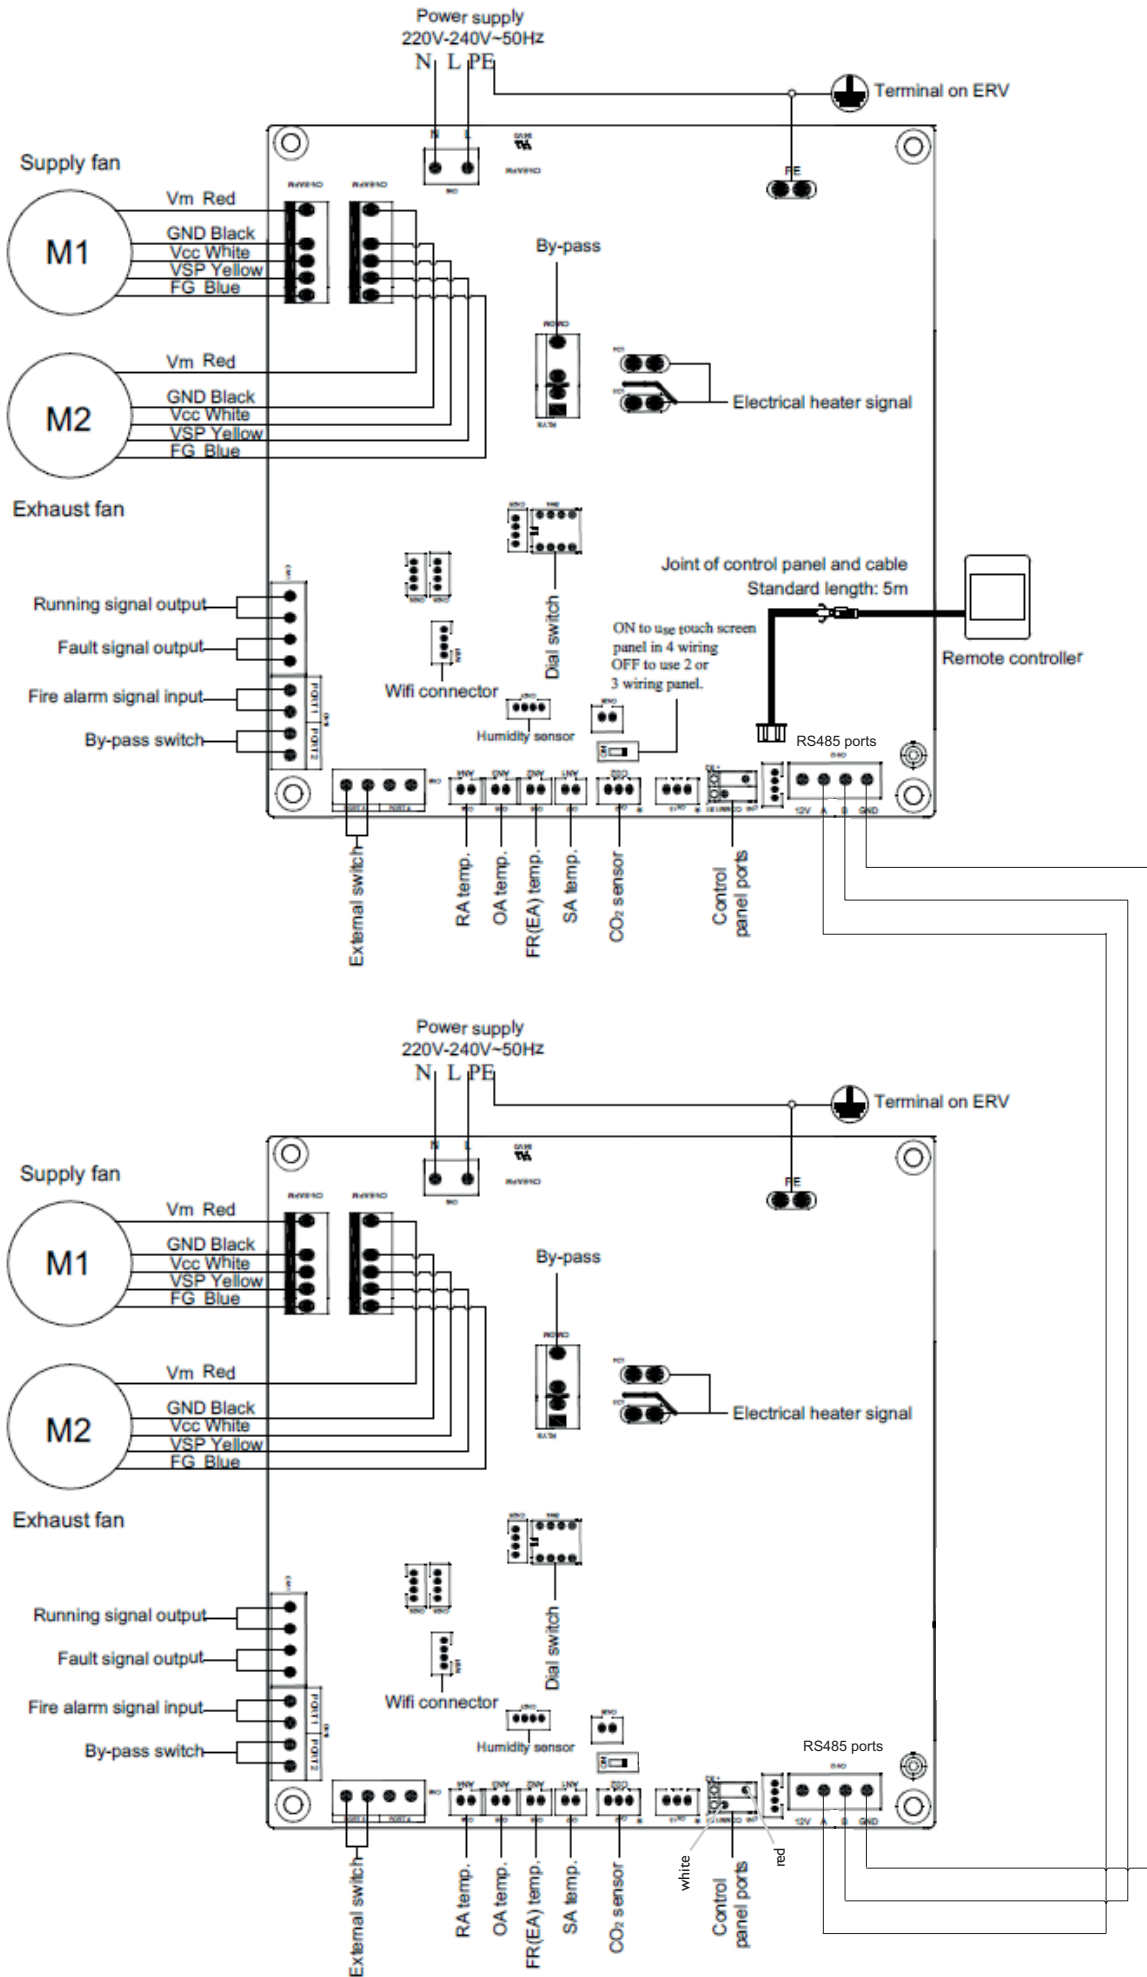 Power supply
220V-240V~50Hz
N L PE
Terminal on ERV
N L
PE
Supply fan
M1
Vm Red
GND Black
Vcc White
VSP Yellow
FG Blue
By-pass
M2
Vm Red
GND Black
Vcc White
VSP Yellow
FG Blue
Exhaust fan
Electrical heater signal
Joint of control panel and cable
Standard length: 5m
Remote controller
Running signal output
Fault signal output
Fire alarm signal input
By-pass switch
PORT1
PORT2
Dial switch
ON to use touch screen
panel in 4 wiring
OFF to use 2 or
3 wiring panel.
Wifi connector
Humidity sensor
RS485 ports
AN4
AN3
AN2
AN1
12V A B GND
External switch
RA temp.
OA temp.
FR(EA) temp.
SA temp.
CO₂ sensor
Control
panel ports
Power supply
220V-240V~50Hz
N L PE
Terminal on ERV
N L
PE
Supply fan
M1
Vm Red
GND Black
Vcc White
VSP Yellow
FG Blue
By-pass
M2
Vm Red
GND Black
Vcc White
VSP Yellow
FG Blue
Exhaust fan
Electrical heater signal
Running signal output
Fault signal output
Fire alarm signal input
By-pass switch
PORT1
PORT2
Dial switch
Wifi connector
Humidity sensor
RS485 ports
AN4
AN3
AN2
AN1
12V A B GND
External switch
RA temp.
OA temp.
FR(EA) temp.
SA temp.
CO₂ sensor
white
Control
panel ports
red